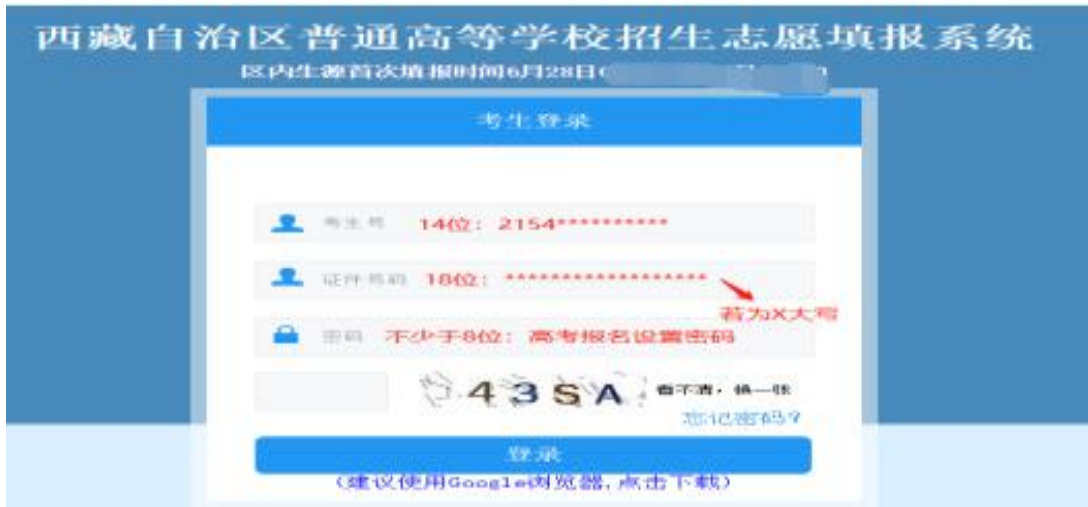 西藏自治区普通高等学校招生志愿填报系统
区内生源首次填报时间6月28日
考生登录
考生号 14位：2154**********
证件号码 18位：******************
若为X大写
密码 不少于8位：高考报名设置密码
43SA 看不清，换一张
忘记密码？
登录
（建议使用Google浏览器,点击下载）